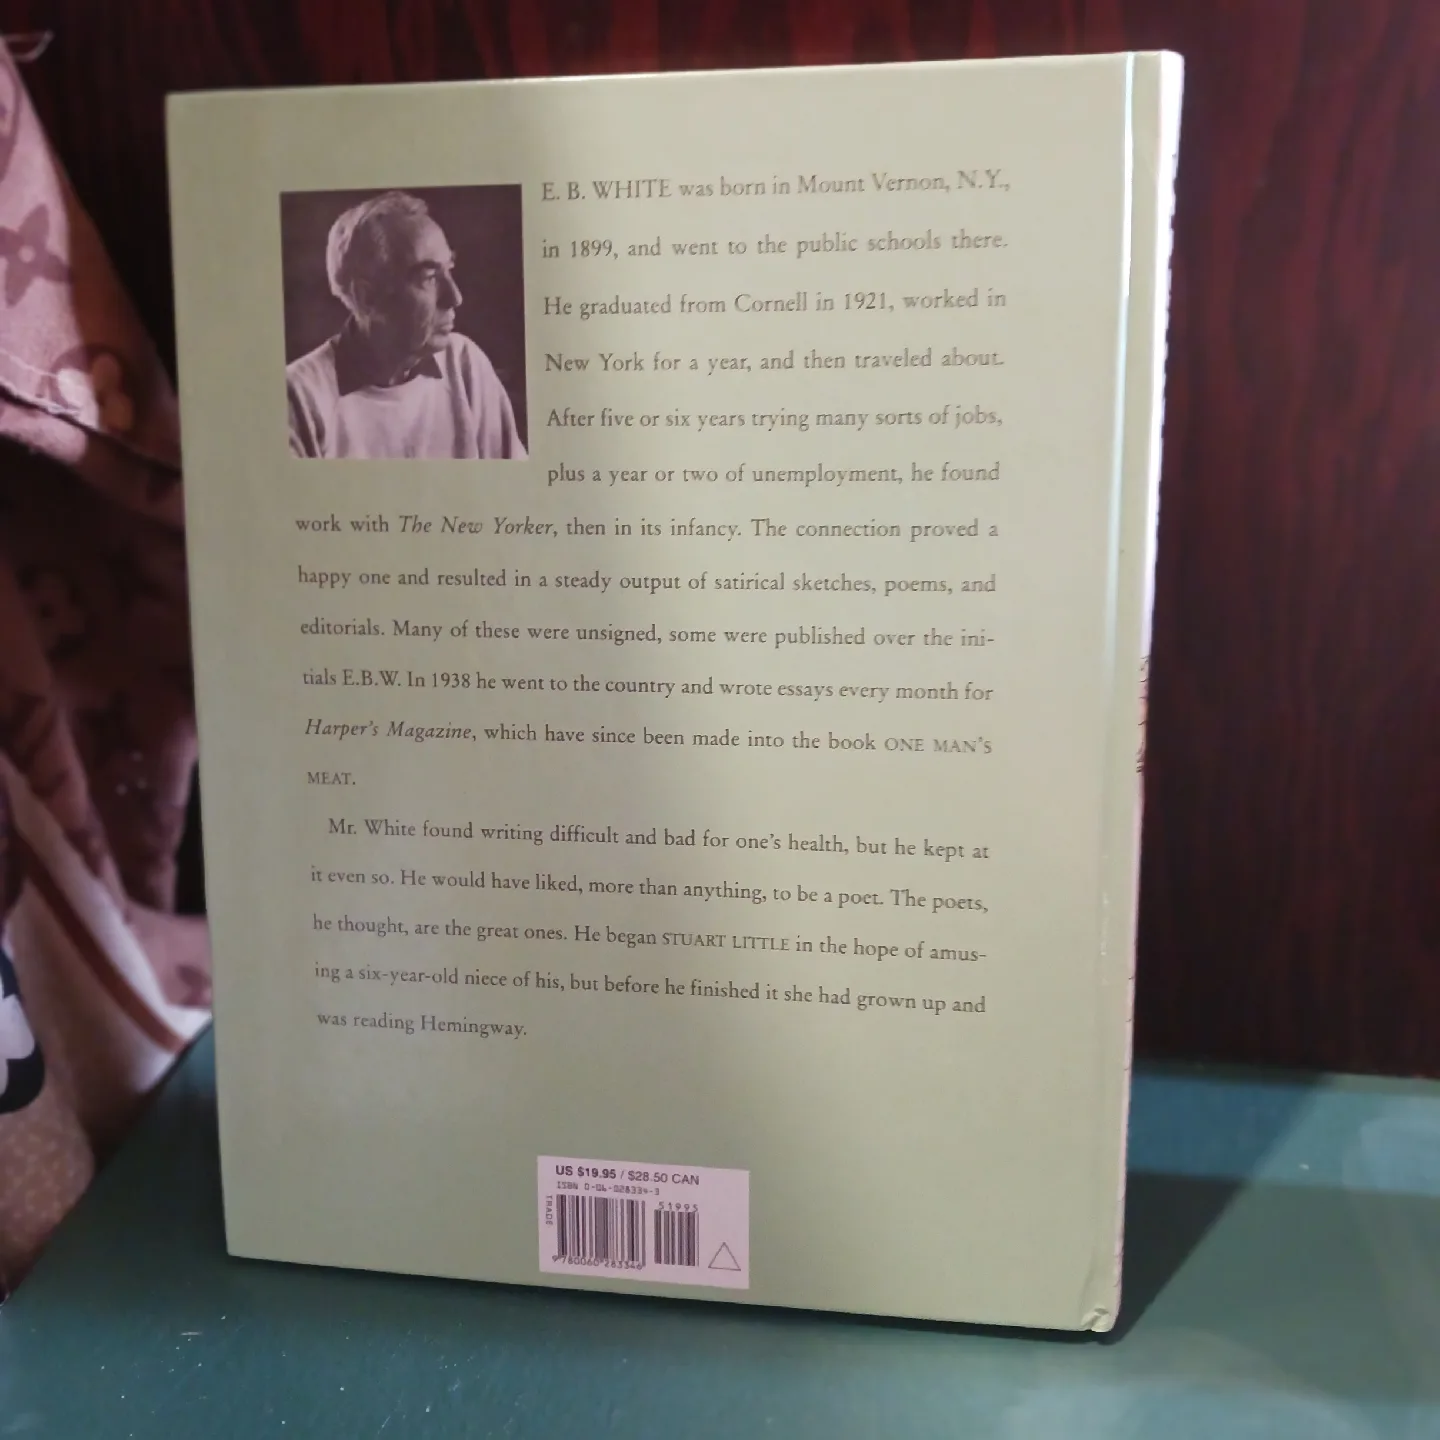 E. B. WHITE was born in Mount Vernon, N.Y.,
in 1899, and went to the public schools there.
He graduated from Cornell in 1921, worked in
New York for a year, and then traveled about.
After five or six years trying many sorts of jobs,
plus a year or two of unemployment, he found
work with The New Yorker, then in its infancy. The connection proved a
happy one and resulted in a steady output of satirical sketches, poems, and
editorials. Many of these were unsigned, some were published over the ini-
tials E.B.W. In 1938 he went to the country and wrote essays every month for
Harper's Magazine, which have since been made into the book ONE MAN'S
MEAT.
Mr. White found writing difficult and bad for one's health, but he kept at
it even so. He would have liked, more than anything, to be a poet. The poets,
he thought, are the great ones. He began STUART LITTLE in the hope of amus-
ing a six-year-old niece of his, but before he finished it she had grown up and
was reading Hemingway.
US $19.95 / $28.50 CAN
ISBN
TRADE
51995
9 780060 283346